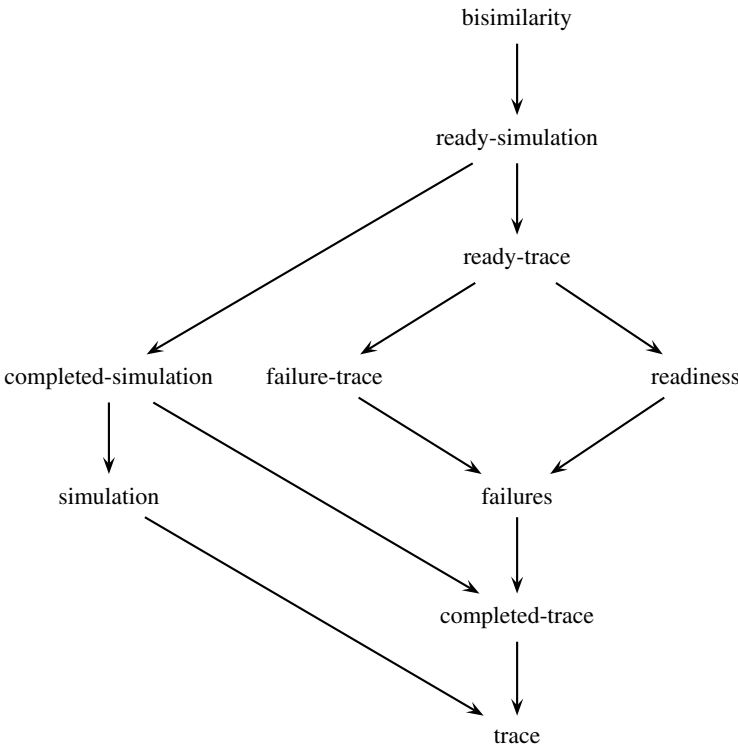 bisimilarity
ready-simulation
ready-trace
completed-simulation
failure-trace
readiness
simulation
failures
completed-trace
trace